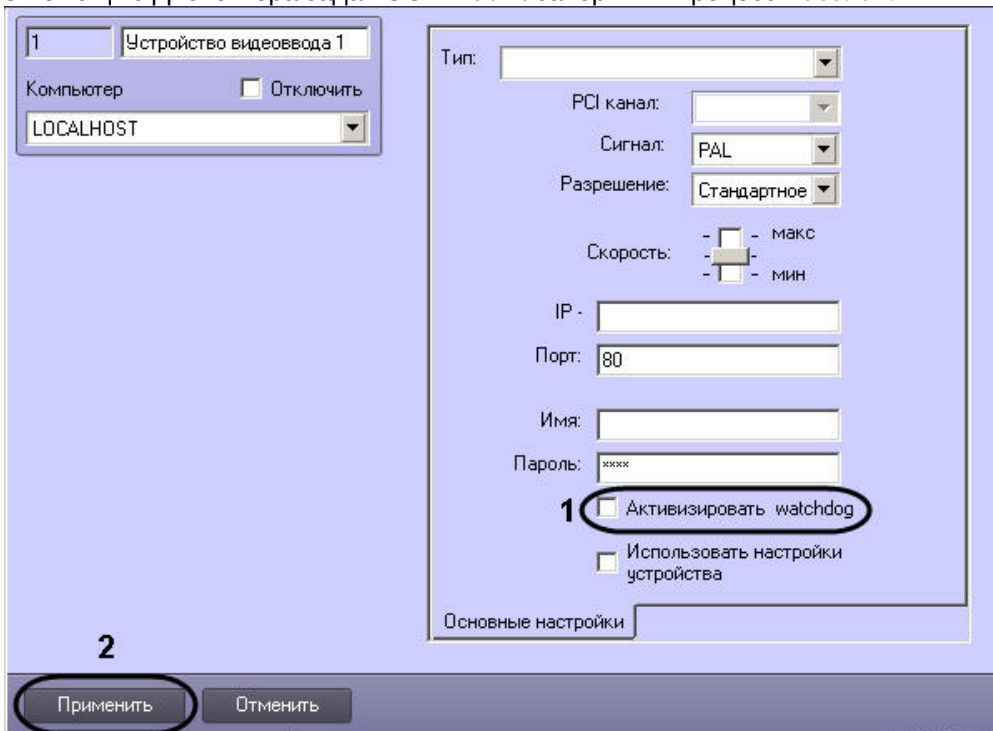 1 Устройство видеоввода 1
Компьютер Отключить
LOCALHOST
Тип:
PCI канал:
Сигнал: PAL
Разрешение: Стандартное
Скорость: - - макс
- -
- - мин
IP -
Порт: 80
Имя:
Пароль: ××××
1 Активизировать watchdog
Использовать настройки
устройства
Основные настройки
2
Применить Отменить